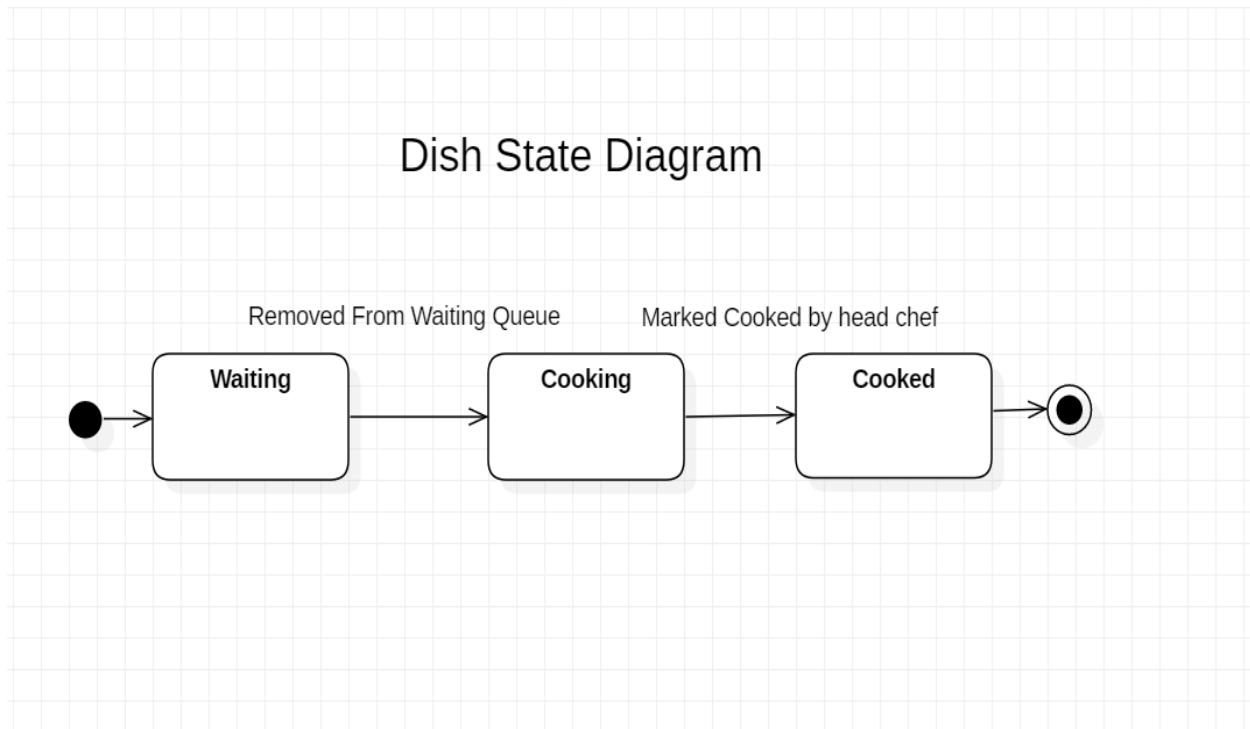 Dish State Diagram
Removed From Waiting Queue
Marked Cooked by head chef
Waiting
Cooking
Cooked